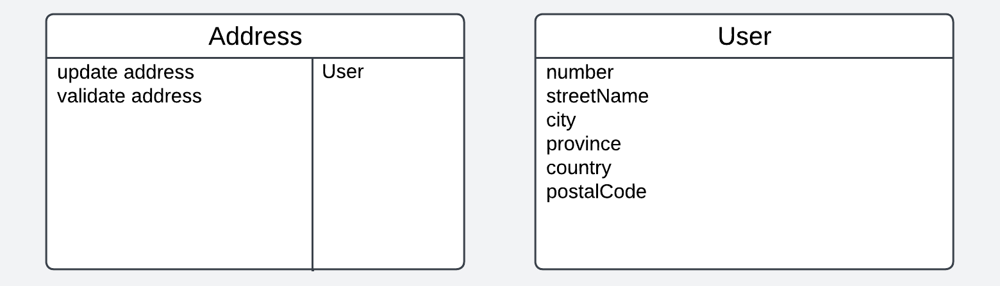 Address
update address
validate address
User
User
number
streetName
city
province
country
postalCode